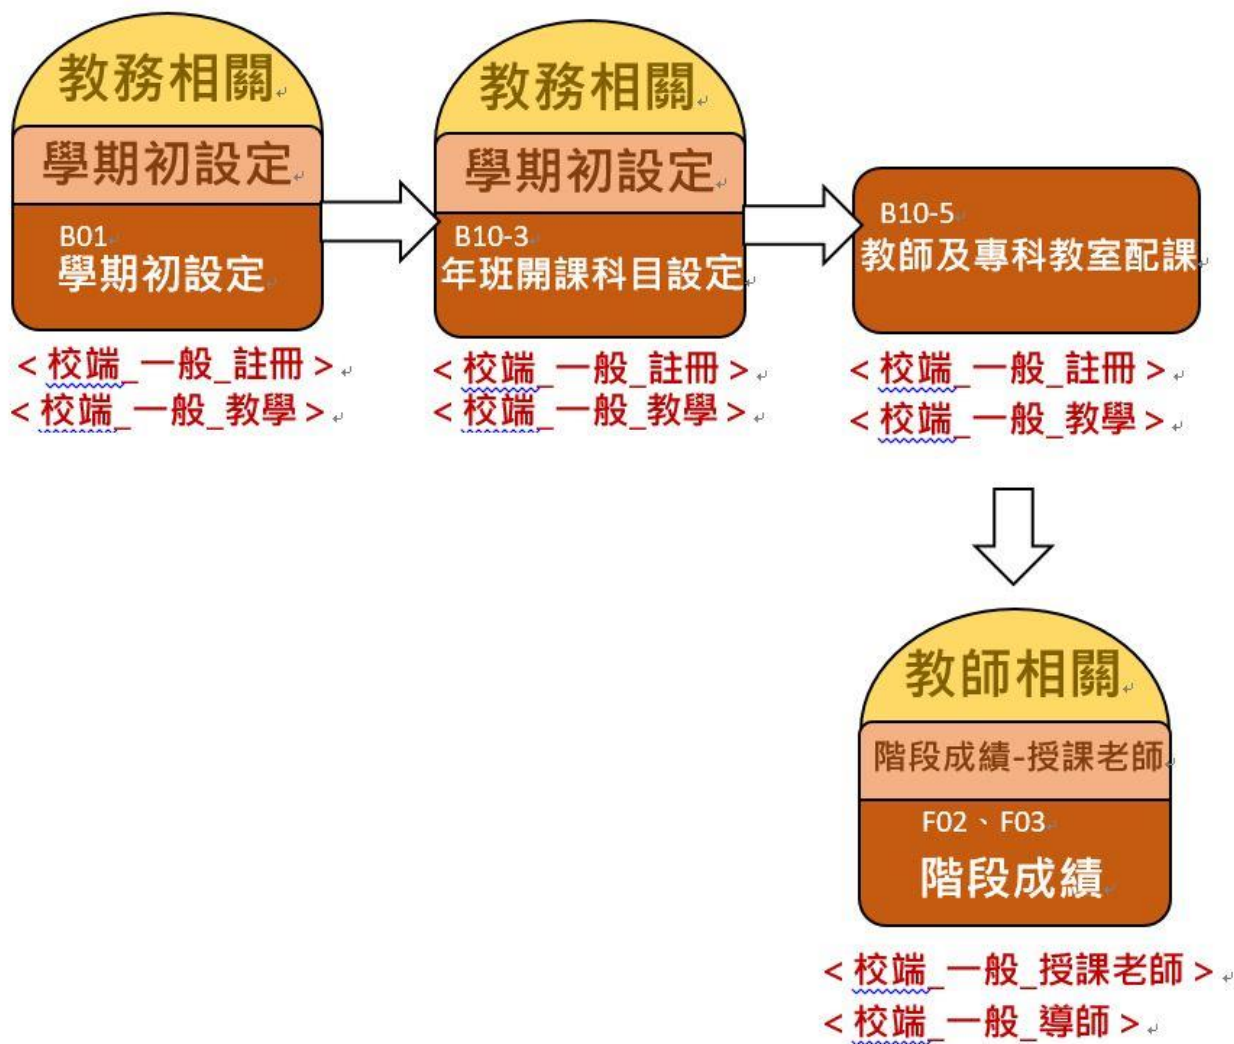 教務相關
學期初設定
B01
學期初設定
<校端_一般_註冊>
<校端_一般_教學>
教務相關
學期初設定
B10-3
年班開課科目設定
<校端_一般_註冊>
<校端_一般_教學>
B10-5
教師及專科教室配課
<校端_一般_註冊>
<校端_一般_教學>
教師相關
階段成績-授課老師
F02、F03
階段成績
<校端_一般_授課老師>
<校端_一般_導師>